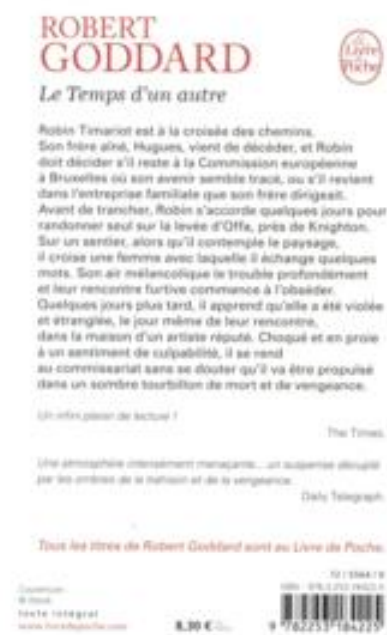 ROBERT
GODDARD
Le Livre de Poche
Le Temps d'un autre
Robin Timariot est à la croisée des chemins.
Son frère aîné, Hugues, vient de décéder, et Robin
doit décider s'il reste à la Commission européenne
à Bruxelles où son avenir semble tracé, ou s'il revient
dans l'entreprise familiale que son frère dirigeait.
Avant de trancher, Robin s'accorde quelques jours pour
randonner seul sur la levée d'Offa, près de Knighton.
Sur un sentier, alors qu'il contemple le paysage,
il croise une femme avec laquelle il échange quelques
mots. Son air mélancolique le trouble profondément
et leur rencontre furtive commence à l'obséder.
Quelques jours plus tard, il apprend qu'elle a été violée
et étranglée, le jour même de leur rencontre,
dans la maison d'un artiste réputé. Choqué et en proie
à un sentiment de culpabilité, il se rend
au commissariat sans se douter qu'il va être propulsé
dans un sombre tourbillon de mort et de vengeance.
Un infini plaisir de lecture !
The Times.
Une atmosphère intensément menaçante... un suspense décuplé
par les ombres de la trahison et de la vengeance.
Daily Telegraph.
Tous les titres de Robert Goddard sont au Livre de Poche.
Couverture :
texte intégral
www.livredepoche.com
8,30 €
9 782253 184225